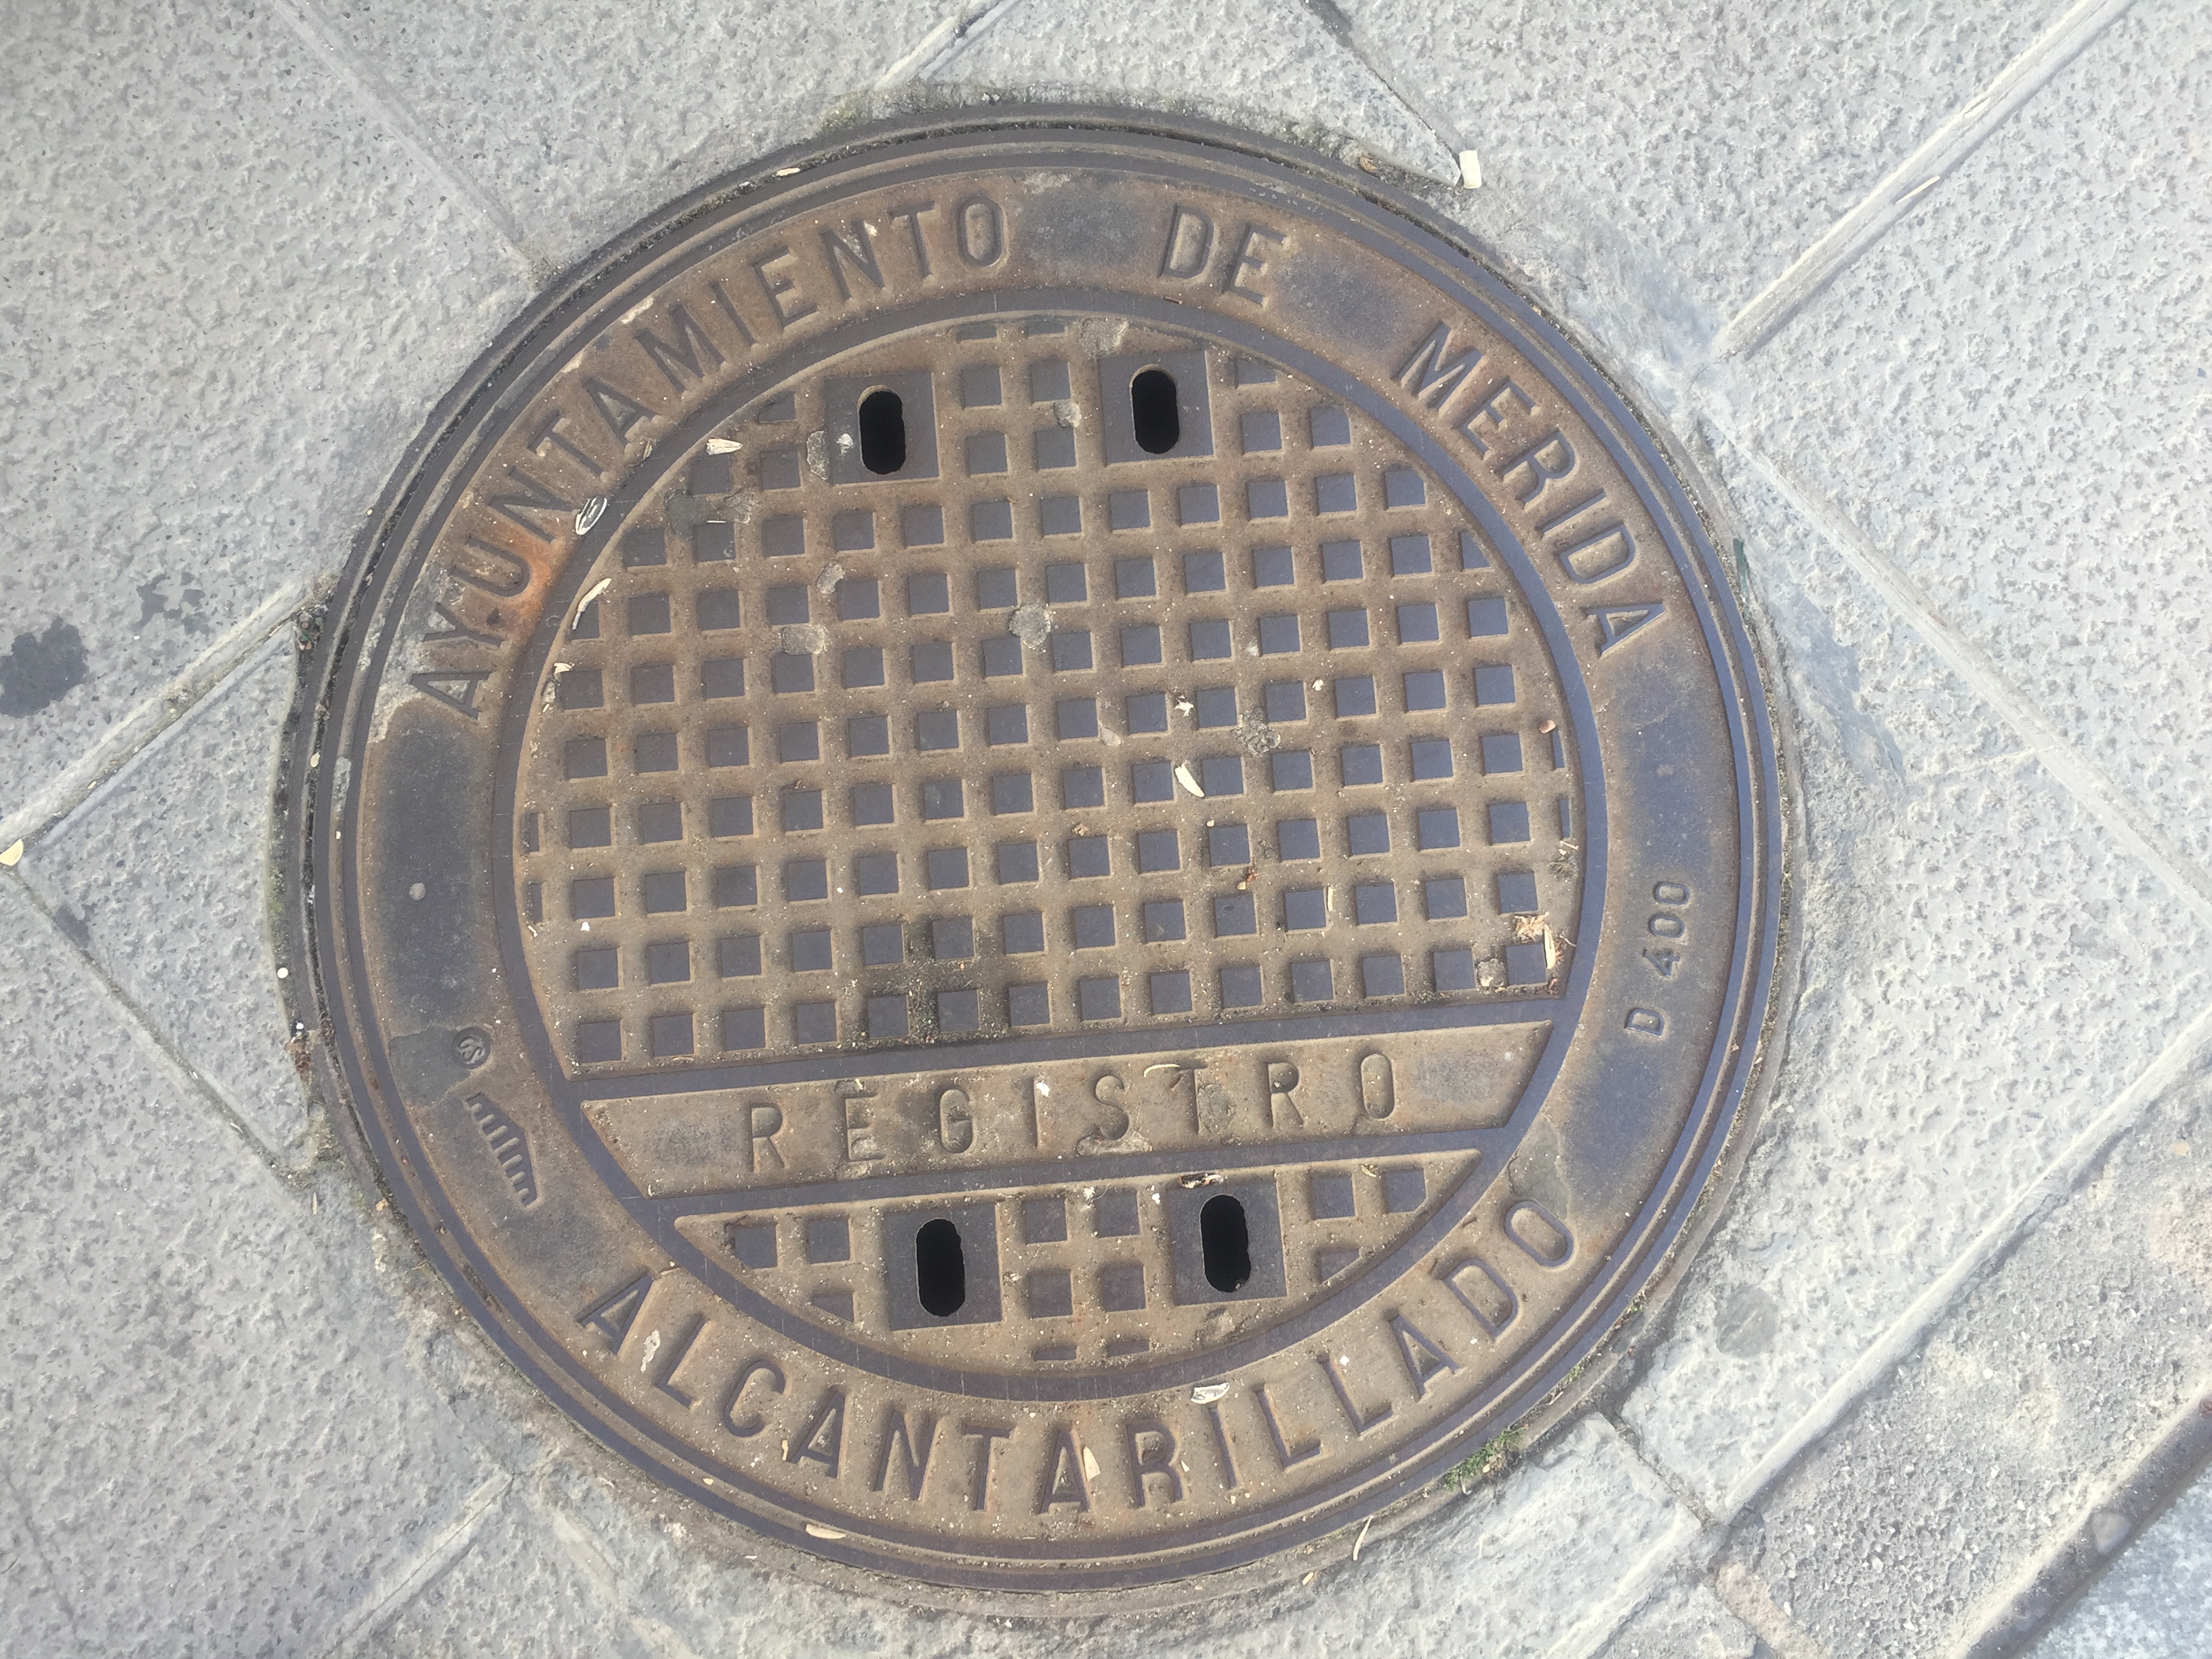 AYUNTAMIENTO DE MERIDA
D 400
REGISTRO
ALCANTARILLADO